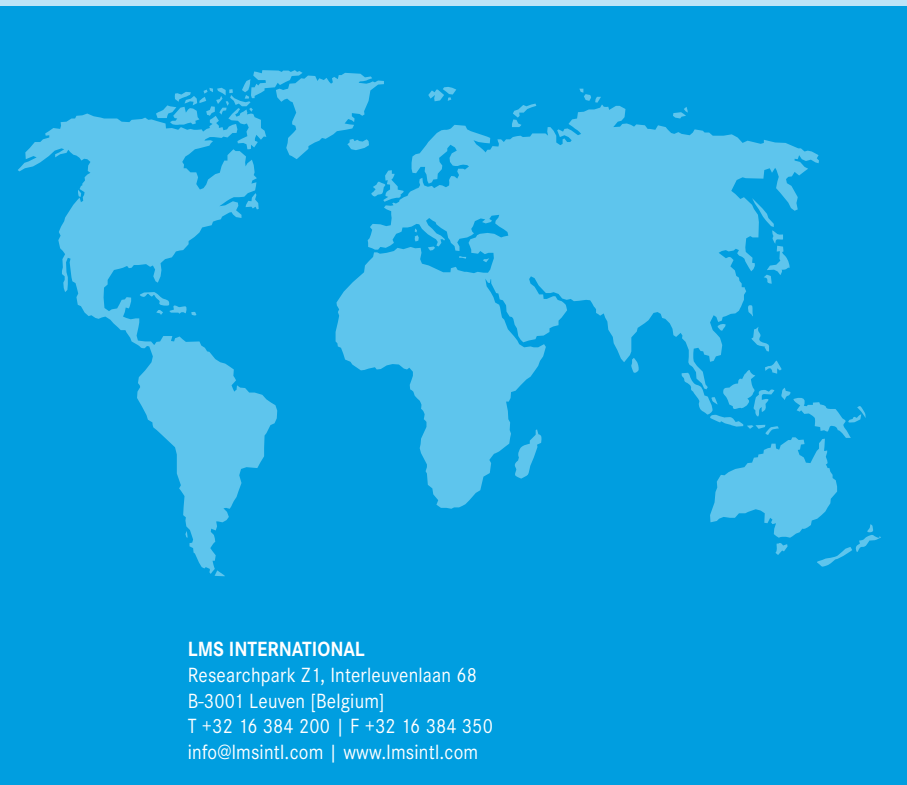 LMS INTERNATIONAL
Researchpark Z1, Interleuvenlaan 68
B-3001 Leuven [Belgium]
T +32 16 384 200 | F +32 16 384 350
info@lmsintl.com | www.lmsintl.com